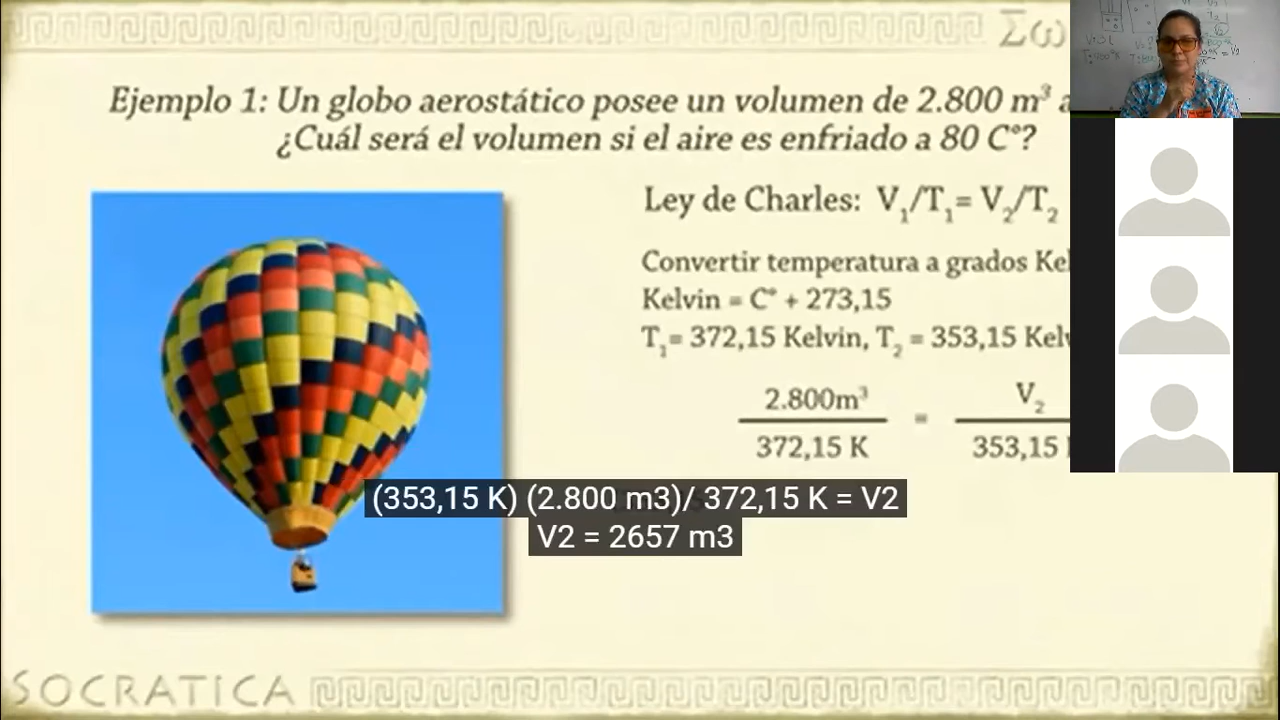 Σω
Ejemplo 1: Un globo aerostático posee un volumen de 2.800 m³ a
¿Cuál será el volumen si el aire es enfriado a 80 C°?
Ley de Charles: V₁/T₁= V₂/T₂
Convertir temperatura a grados Kel
Kelvin = C° + 273,15
T₁= 372,15 Kelvin, T₂ = 353,15 Kelv
2.800m³ = V₂
372,15 K 353,15
(353,15 K) (2.800 m3)/ 372,15 K = V2
V2 = 2657 m3
SOCRATICA